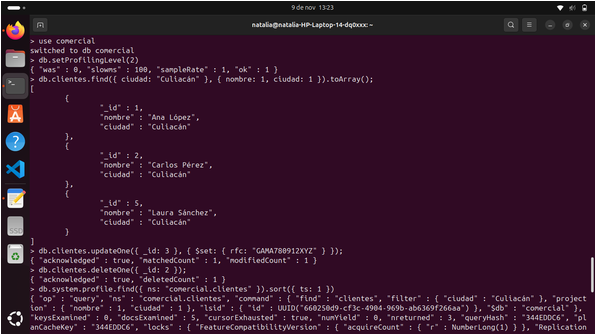 9 de nov 13:23
natalia@natalia-HP-Laptop-14-dq0xxx: ~
> use comercial
switched to db comercial
> db.setProfilingLevel(2)
{ "was" : 0, "slowms" : 100, "sampleRate" : 1, "ok" : 1 }
> db.clientes.find({ ciudad: "Culiacán" }, { nombre: 1, ciudad: 1 }).toArray();
[
{
"_id" : 1,
"nombre" : "Ana López",
"ciudad" : "Culiacán"
},
{
"_id" : 2,
"nombre" : "Carlos Pérez",
"ciudad" : "Culiacán"
},
{
"_id" : 5,
"nombre" : "Laura Sánchez",
"ciudad" : "Culiacán"
}
]
> db.clientes.updateOne({ _id: 3 }, { $set: { rfc: "GAMA780912XYZ" } });
{ "acknowledged" : true, "matchedCount" : 1, "modifiedCount" : 1 }
> db.clientes.deleteOne({ _id: 2 });
{ "acknowledged" : true, "deletedCount" : 1 }
> db.system.profile.find({ ns: "comercial.clientes" }).sort({ ts: 1 })
{ "op" : "query", "ns" : "comercial.clientes", "command" : { "find" : "clientes", "filter" : { "ciudad" : "Culiacán" }, "project
ion" : { "nombre" : 1, "ciudad" : 1 }, "lsid" : { "id" : UUID("660250d9-cf3c-4904-969b-ab6369f266aa") }, "$db" : "comercial" },
"keysExamined" : 0, "docsExamined" : 5, "cursorExhausted" : true, "numYield" : 0, "nreturned" : 3, "queryHash" : "344EDDC6", "pl
anCacheKey" : "344EDDC6", "locks" : { "FeatureCompatibilityVersion" : { "acquireCount" : { "r" : NumberLong(1) } }, "Replication